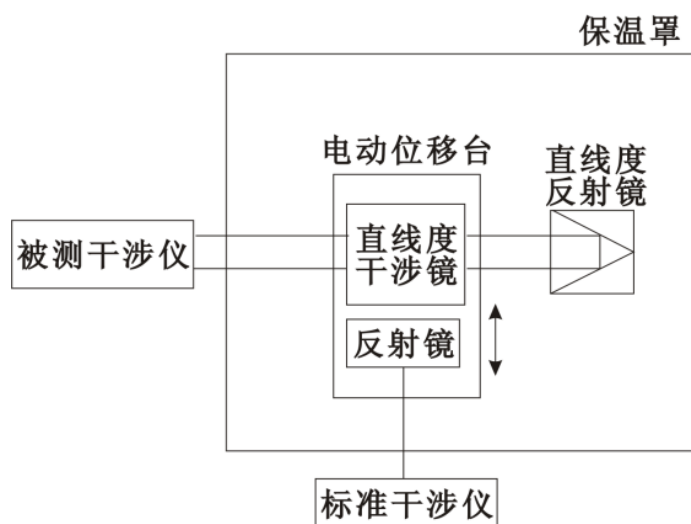 保温罩
电动位移台
直线度
反射镜
被测干涉仪
直线度
干涉镜
反射镜
标准干涉仪